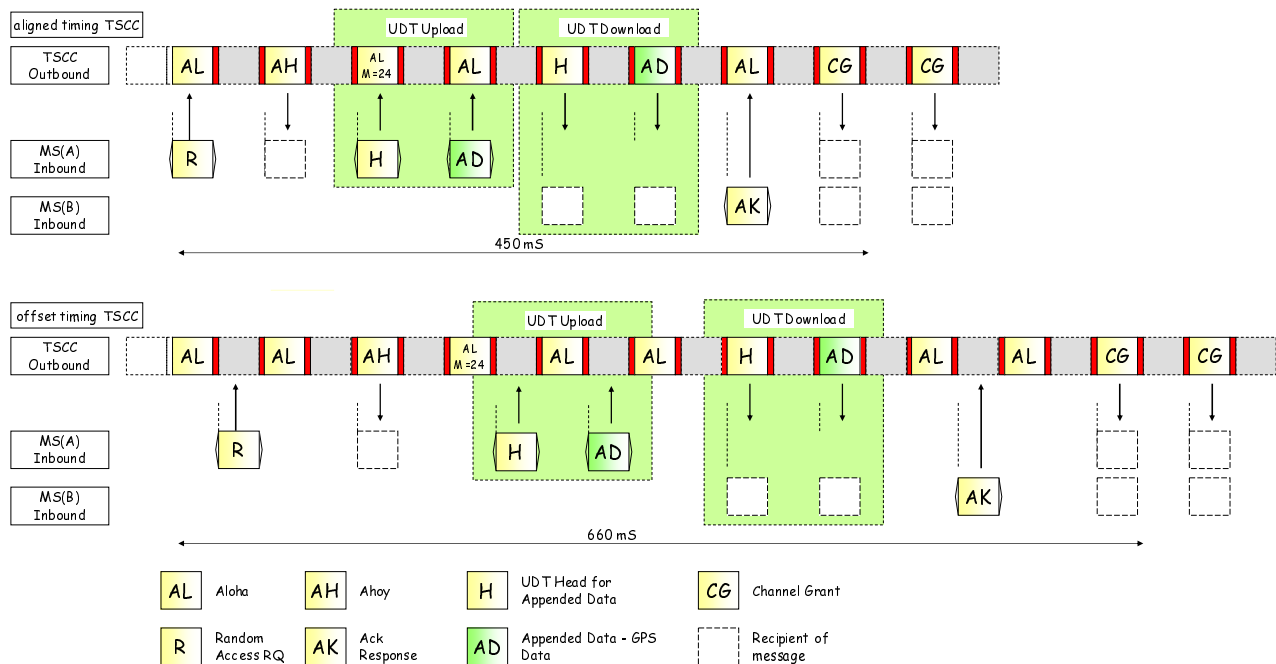 aligned timing TSCC
UDT Upload
UDT Download
TSCC
Outbound
AL
AH
AL
M=24
AL
H
AD
AL
CG
CG
MS(A)
Inbound
R
H
AD
MS(B)
Inbound
AK
450 mS
offset timing TSCC
UDT Upload
UDT Download
TSCC
Outbound
AL
AL
AH
AL
M=24
AL
AL
H
AD
AL
AL
CG
CG
MS(A)
Inbound
R
H
AD
MS(B)
Inbound
AK
660 mS
AL Aloha
AH Ahoy
H UDT Head for
Appended Data
CG Channel Grant
R Random
Access RQ
AK Ack
Response
AD Appended Data - GPS
Data
Recipient of
message